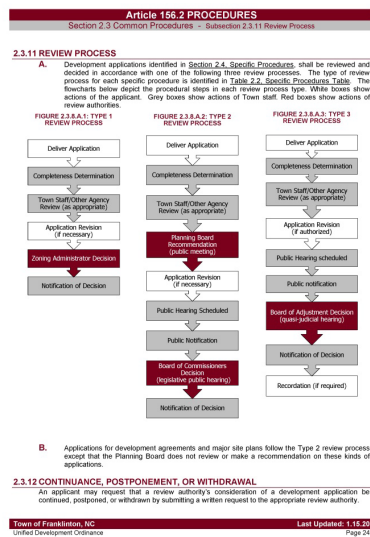 Article 156.2 PROCEDURES
Section 2.3 Common Procedures - Subsection 2.3.11 Review Process
2.3.11 REVIEW PROCESS
A. Development applications identified in Section 2.4. Specific Procedures, shall be reviewed and
decided in accordance with one of the following three review processes. The type of review
process for each specific procedure is identified in Table 2.2, Specific Procedures Table. The
flowcharts below depict the procedural steps in each review process type. White boxes show
actions of the applicant. Grey boxes show actions of Town staff. Red boxes show actions of
review authorities.
FIGURE 2.3.8.A.1: TYPE 1
REVIEW PROCESS
Deliver Application
Completeness Determination
Town Staff/Other Agency
Review (as appropriate)
Application Revision
(if necessary)
Zoning Administrator Decision
Notification of Decision
FIGURE 2.3.8.A.2: TYPE 2
REVIEW PROCESS
Deliver Application
Completeness Determination
Town Staff/Other Agency
Review (as appropriate)
Planning Board
Recommendation
(public meeting)
Application Revision
(if necessary)
Public Hearing Scheduled
Public Notification
Board of Commissioners
Decision
(legislative public hearing)
Notification of Decision
FIGURE 2.3.8.A.3: TYPE 3
REVIEW PROCESS
Deliver Application
Completeness Determination
Town Staff/Other Agency
Review (as appropriate)
Application Revision
(if authorized)
Public Hearing scheduled
Public notification
Board of Adjustment Decision
(quasi-judicial hearing)
Notification of Decision
Recordation (if required)
B. Applications for development agreements and major site plans follow the Type 2 review process
except that the Planning Board does not review or make a recommendation on these kinds of
applications.
2.3.12 CONTINUANCE, POSTPONEMENT, OR WITHDRAWAL
An applicant may request that a review authority's consideration of a development application be
continued, postponed, or withdrawn by submitting a written request to the appropriate review authority.
Town of Franklinton, NC Last Updated: 1.15.20
Unified Development Ordinance Page 24